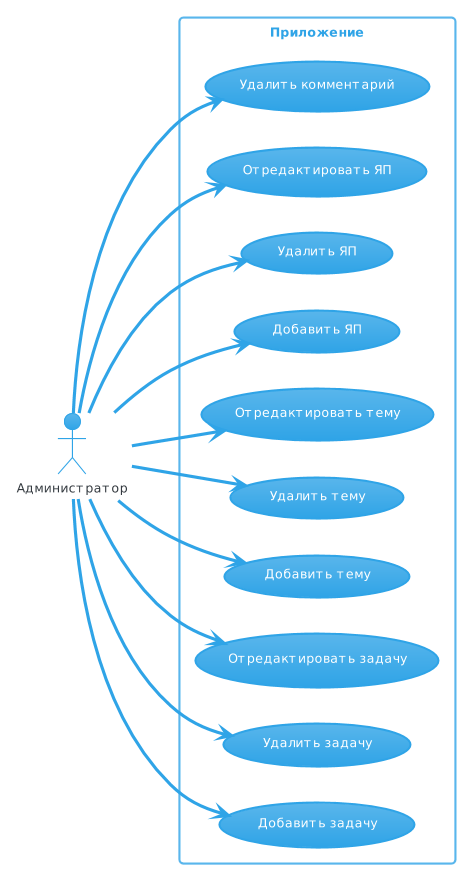 Приложение
Удалить комментарий
Отредактировать ЯП
Удалить ЯП
Добавить ЯП
Отредактировать тему
Удалить тему
Администратор
Добавить тему
Отредактировать задачу
Удалить задачу
Добавить задачу